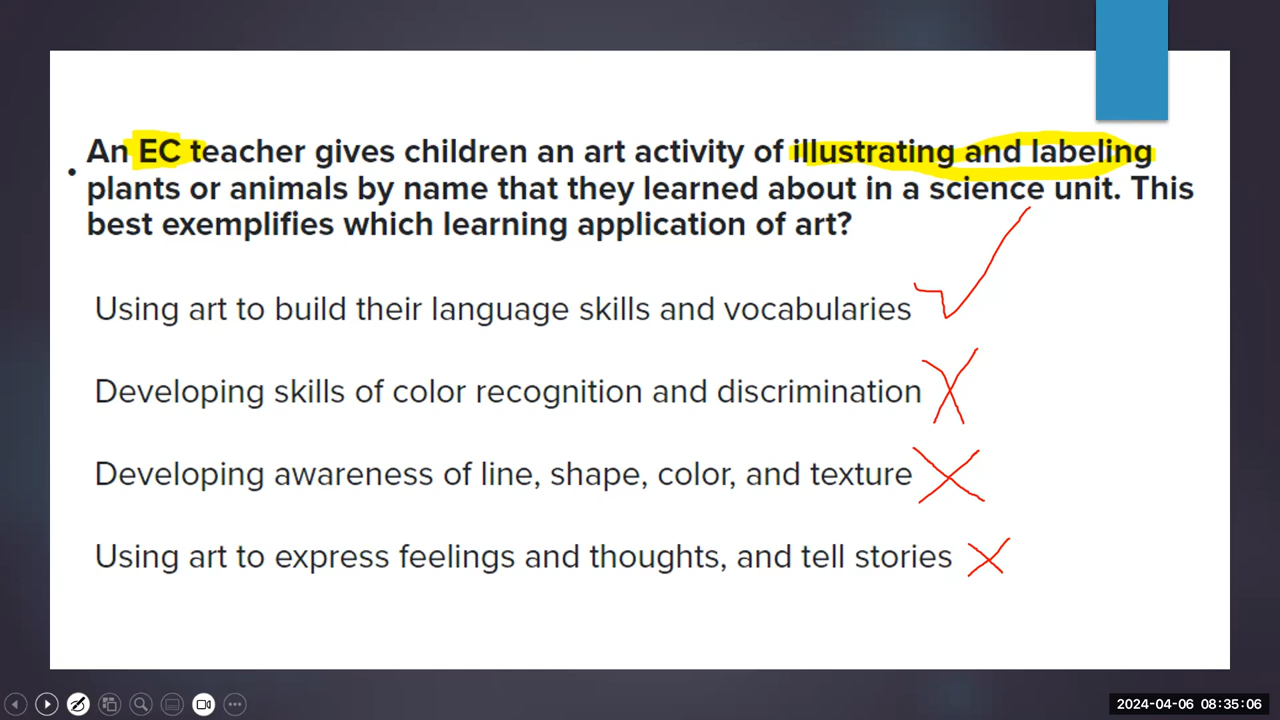 An EC teacher gives children an art activity of illustrating and labeling
plants or animals by name that they learned about in a science unit. This
best exemplifies which learning application of art?
Using art to build their language skills and vocabularies
Developing skills of color recognition and discrimination
Developing awareness of line, shape, color, and texture
Using art to express feelings and thoughts, and tell stories
2024-04-06 08:35:06